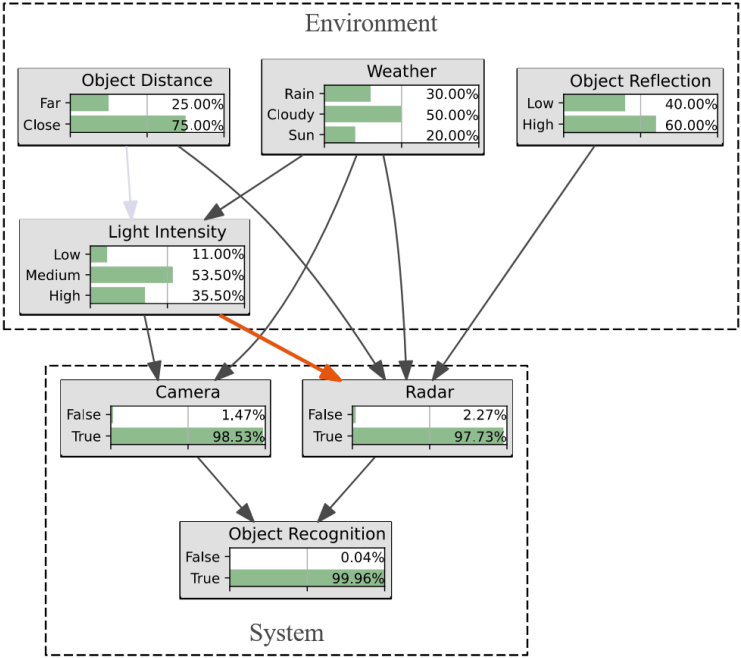 Environment
Object Distance
Far 25.00%
Close 75.00%
Weather
Rain 30.00%
Cloudy 50.00%
Sun 20.00%
Object Reflection
Low 40.00%
High 60.00%
Light Intensity
Low 11.00%
Medium 53.50%
High 35.50%
Camera
False 1.47%
True 98.53%
Radar
False 2.27%
True 97.73%
Object Recognition
False 0.04%
True 99.96%
System